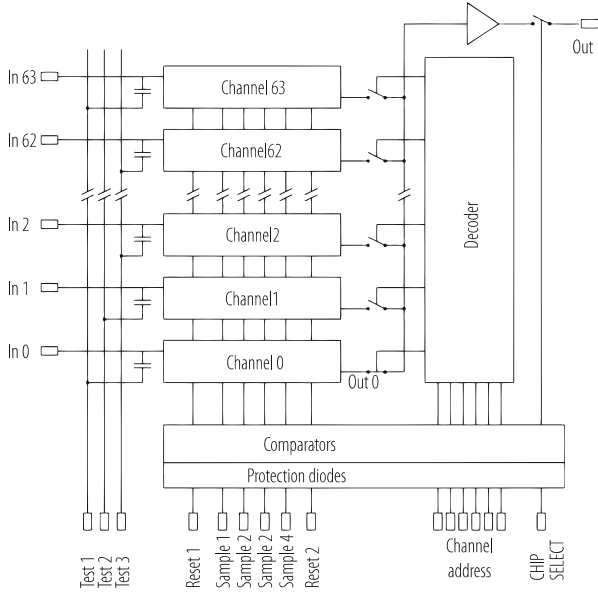 Out
In 63
Channel 63
In 62
Channel62
In 2
Channel2
Decoder
In 1
Channel1
In 0
Channel 0
Out 0
Comparators
Protection diodes
Test 1
Test 2
Test 3
Reset 1
Sample 1
Sample 2
Sample 2
Sample 4
Reset 2
Channel
address
CHIP
SELECT